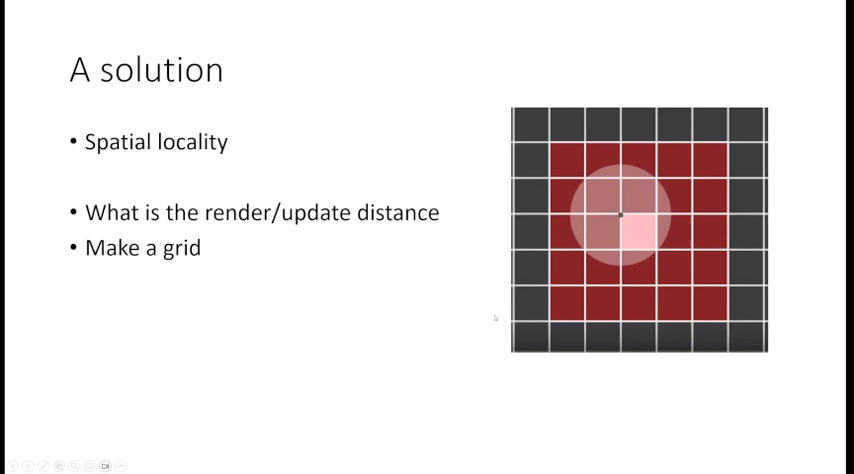 A solution
• Spatial locality
• What is the render/update distance
• Make a grid